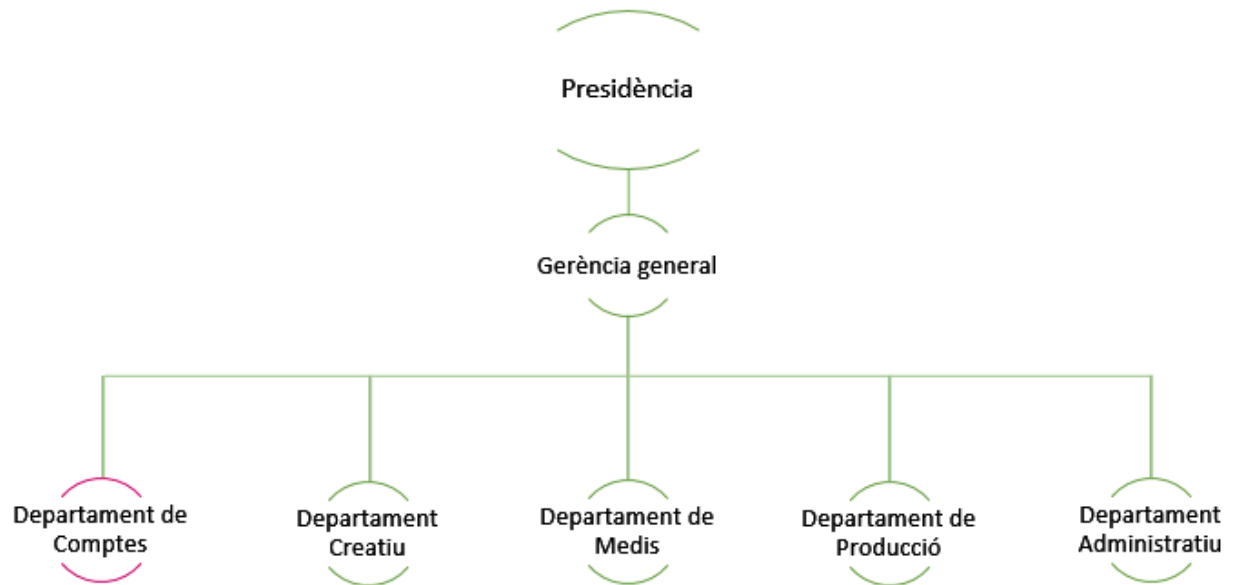 Presidència
Gerència general
Departament de
Comptes
Departament
Creatiu
Departament de
Medis
Departament de
Producció
Departament
Administratiu